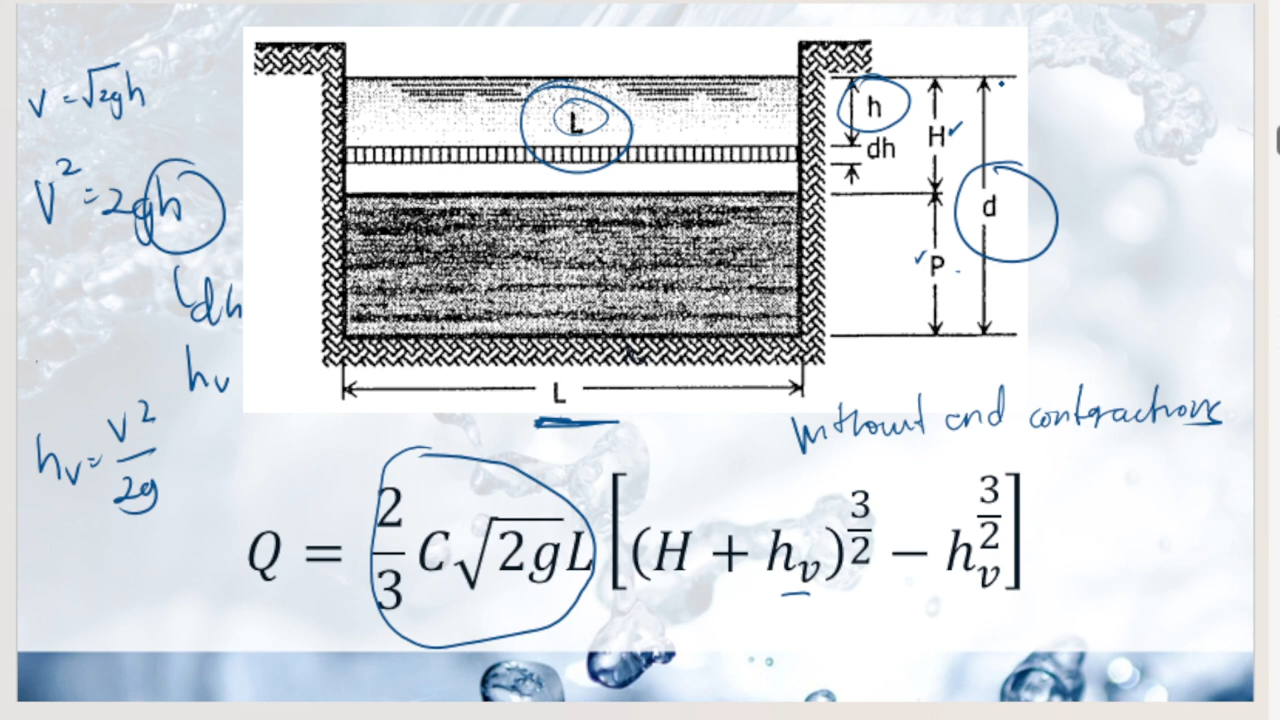 v = √2gh
V² = 2gh
dh
hv
hv = v²/2g
L
h
dh
H ✓
d
✓ P
L
without end contractions
Q = 2/3 C√2g L [(H + hᵥ)^3/2 − hᵥ^3/2]